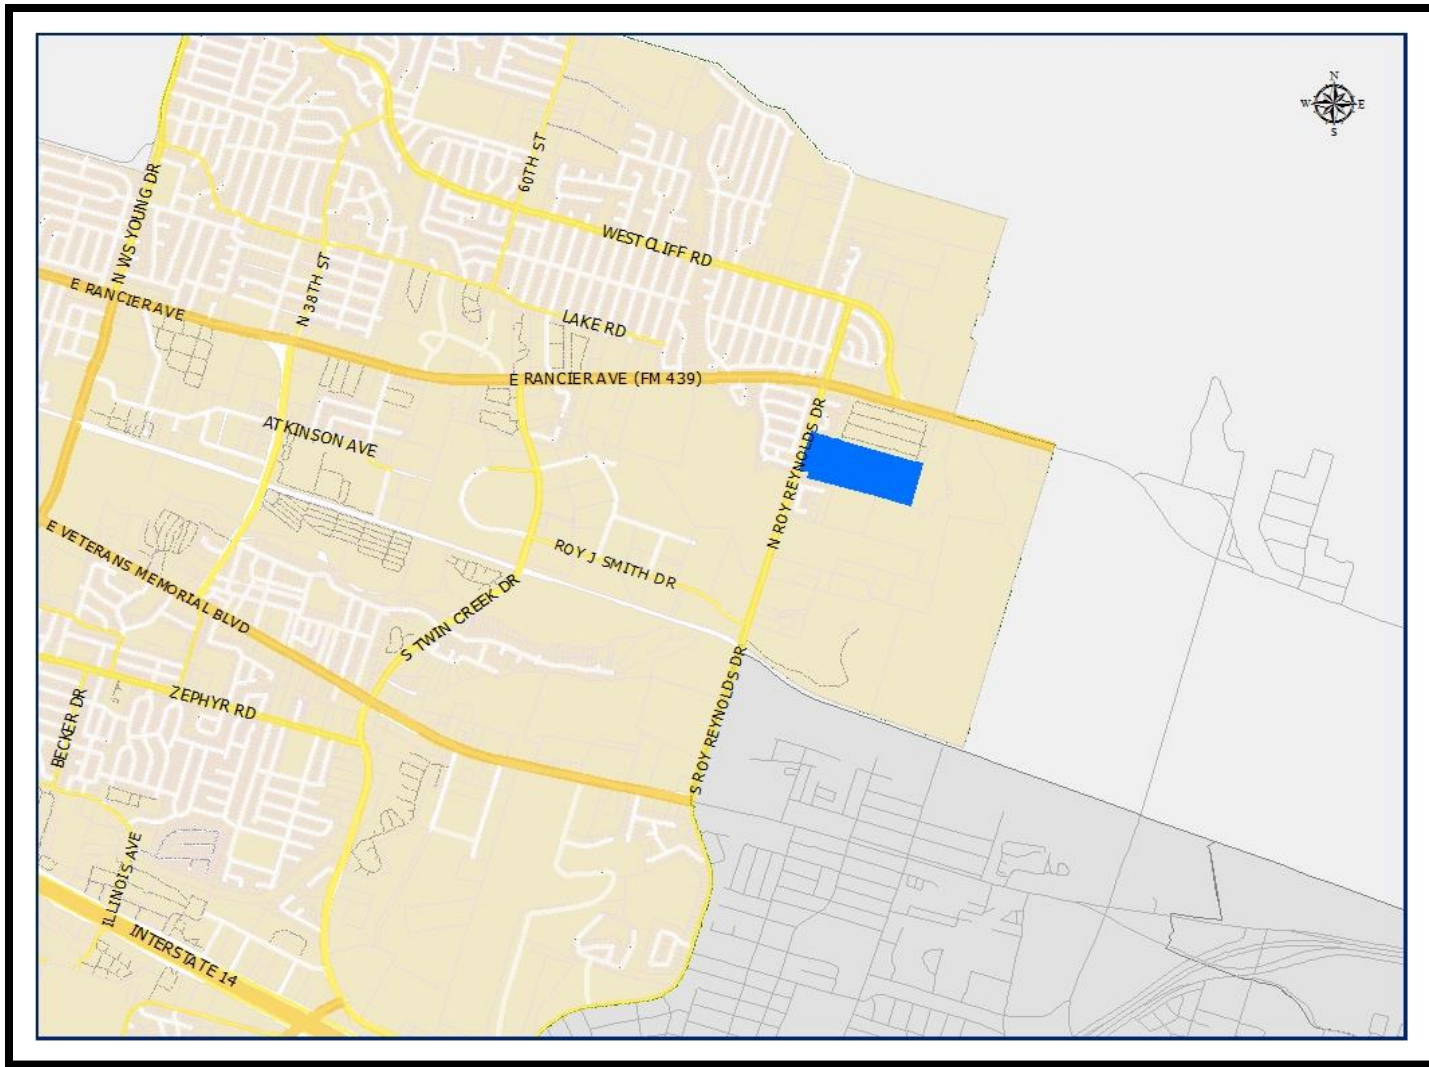 N
W E
S
60TH ST
N WS YOUNG DR
WESTCLIFF RD
N 38TH ST
E RANCIER AVE
LAKE RD
E RANCIER AVE (FM 439)
ATKINSON AVE
N ROY REYNOLDS DR
E VETERANS MEMORIAL BLVD
ROY J SMITH DR
S TWIN CREEK DR
S ROY REYNOLDS DR
ZEPHYR RD
BECKER DR
ILLINOIS AVE
INTERSTATE 14